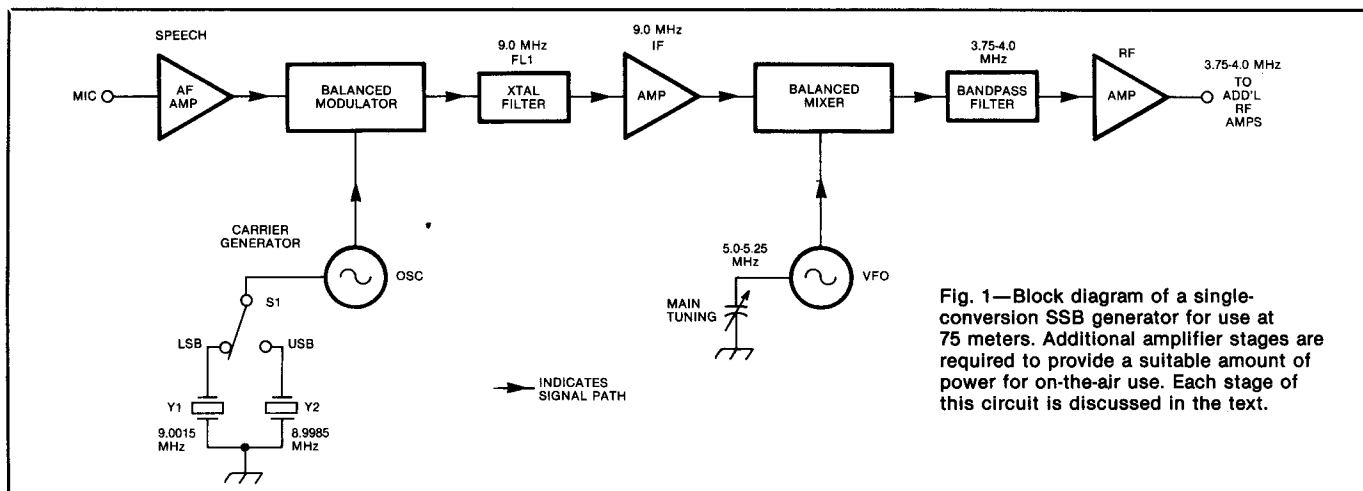 SPEECH
AF
AMP
MIC
BALANCED
MODULATOR
9.0 MHz
FL1
XTAL
FILTER
9.0 MHz
IF
AMP
BALANCED
MIXER
3.75-4.0
MHz
BANDPASS
FILTER
RF
AMP
3.75-4.0 MHz
TO
ADD'L
RF
AMPS
CARRIER
GENERATOR
OSC
S1
LSB
USB
Y1
Y2
9.0015
MHz
8.9985
MHz
5.0-5.25
MHz
MAIN
TUNING
VFO
INDICATES
SIGNAL PATH
Fig. 1—Block diagram of a single-
conversion SSB generator for use at
75 meters. Additional amplifier stages are
required to provide a suitable amount of
power for on-the-air use. Each stage of
this circuit is discussed in the text.